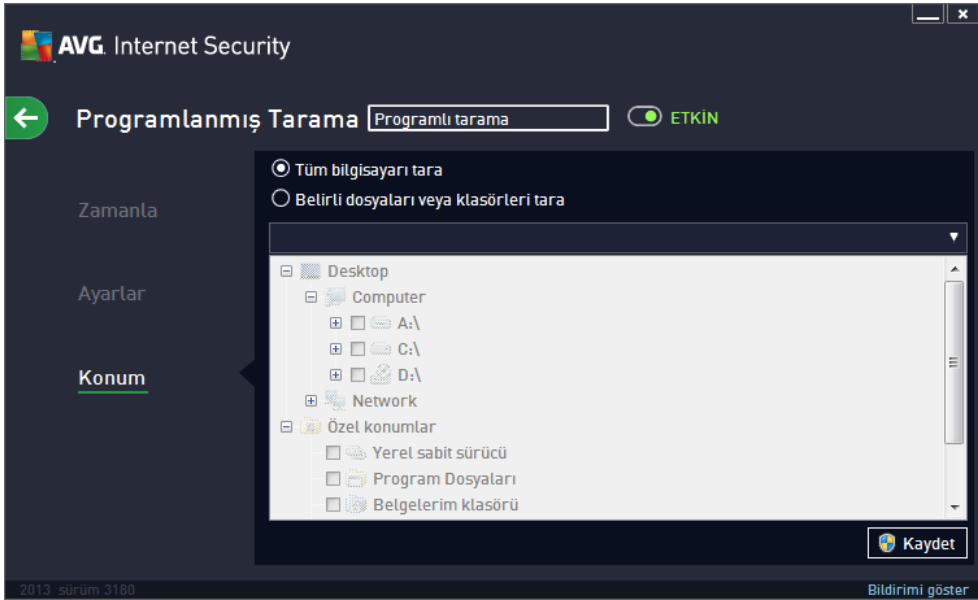 AVG. Internet Security
Programlanmış Tarama
Programlı tarama
ETKİN
Tüm bilgisayarı tara
Belirli dosyaları veya klasörleri tara
Zamanla
Ayarlar
Konum
Desktop
Computer
A:\
C:\
D:\
Network
Özel konumlar
Yerel sabit sürücü
Program Dosyaları
Belgelerim klasörü
Kaydet
2013 sürüm 3180
Bildirimi göster